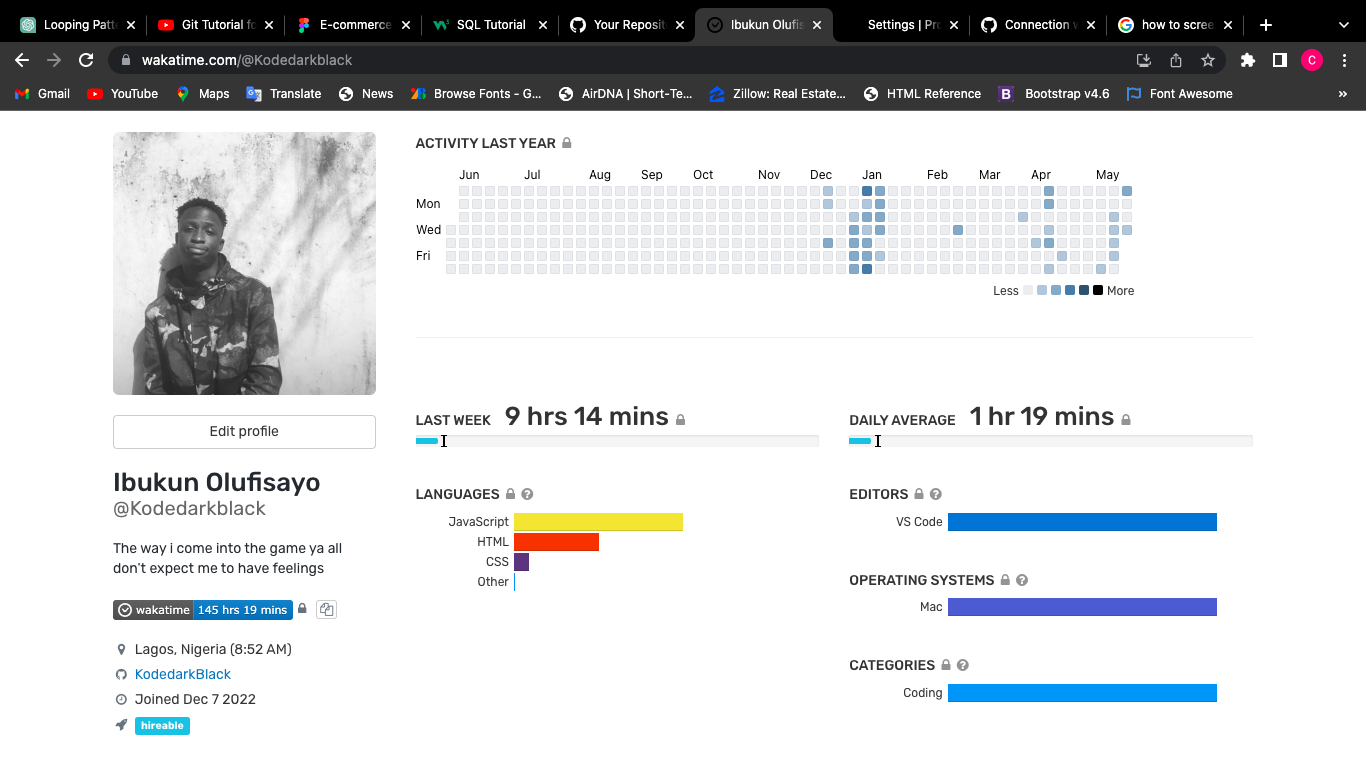 Looping Patt
Git Tutorial fo
E-commerce
SQL Tutorial
Your Reposit
Ibukun Olufis
Settings | Pro
Connection w
how to scree
wakatime.com/@Kodedarkblack
C
Gmail
YouTube
Maps
Translate
News
Browse Fonts - G...
AirDNA | Short-Te...
Zillow: Real Estate...
HTML Reference
B
Bootstrap v4.6
Font Awesome
»
ACTIVITY LAST YEAR
Jun Jul Aug Sep Oct Nov Dec Jan Feb Mar Apr May
Mon
Wed
Fri
Less More
Edit profile
Ibukun Olufisayo
@Kodedarkblack
The way i come into the game ya all
don't expect me to have feelings
wakatime 145 hrs 19 mins
Lagos, Nigeria (8:52 AM)
KodedarkBlack
Joined Dec 7 2022
hireable
LAST WEEK 9 hrs 14 mins
DAILY AVERAGE 1 hr 19 mins
LANGUAGES
JavaScript
HTML
CSS
Other
EDITORS
VS Code
OPERATING SYSTEMS
Mac
CATEGORIES
Coding